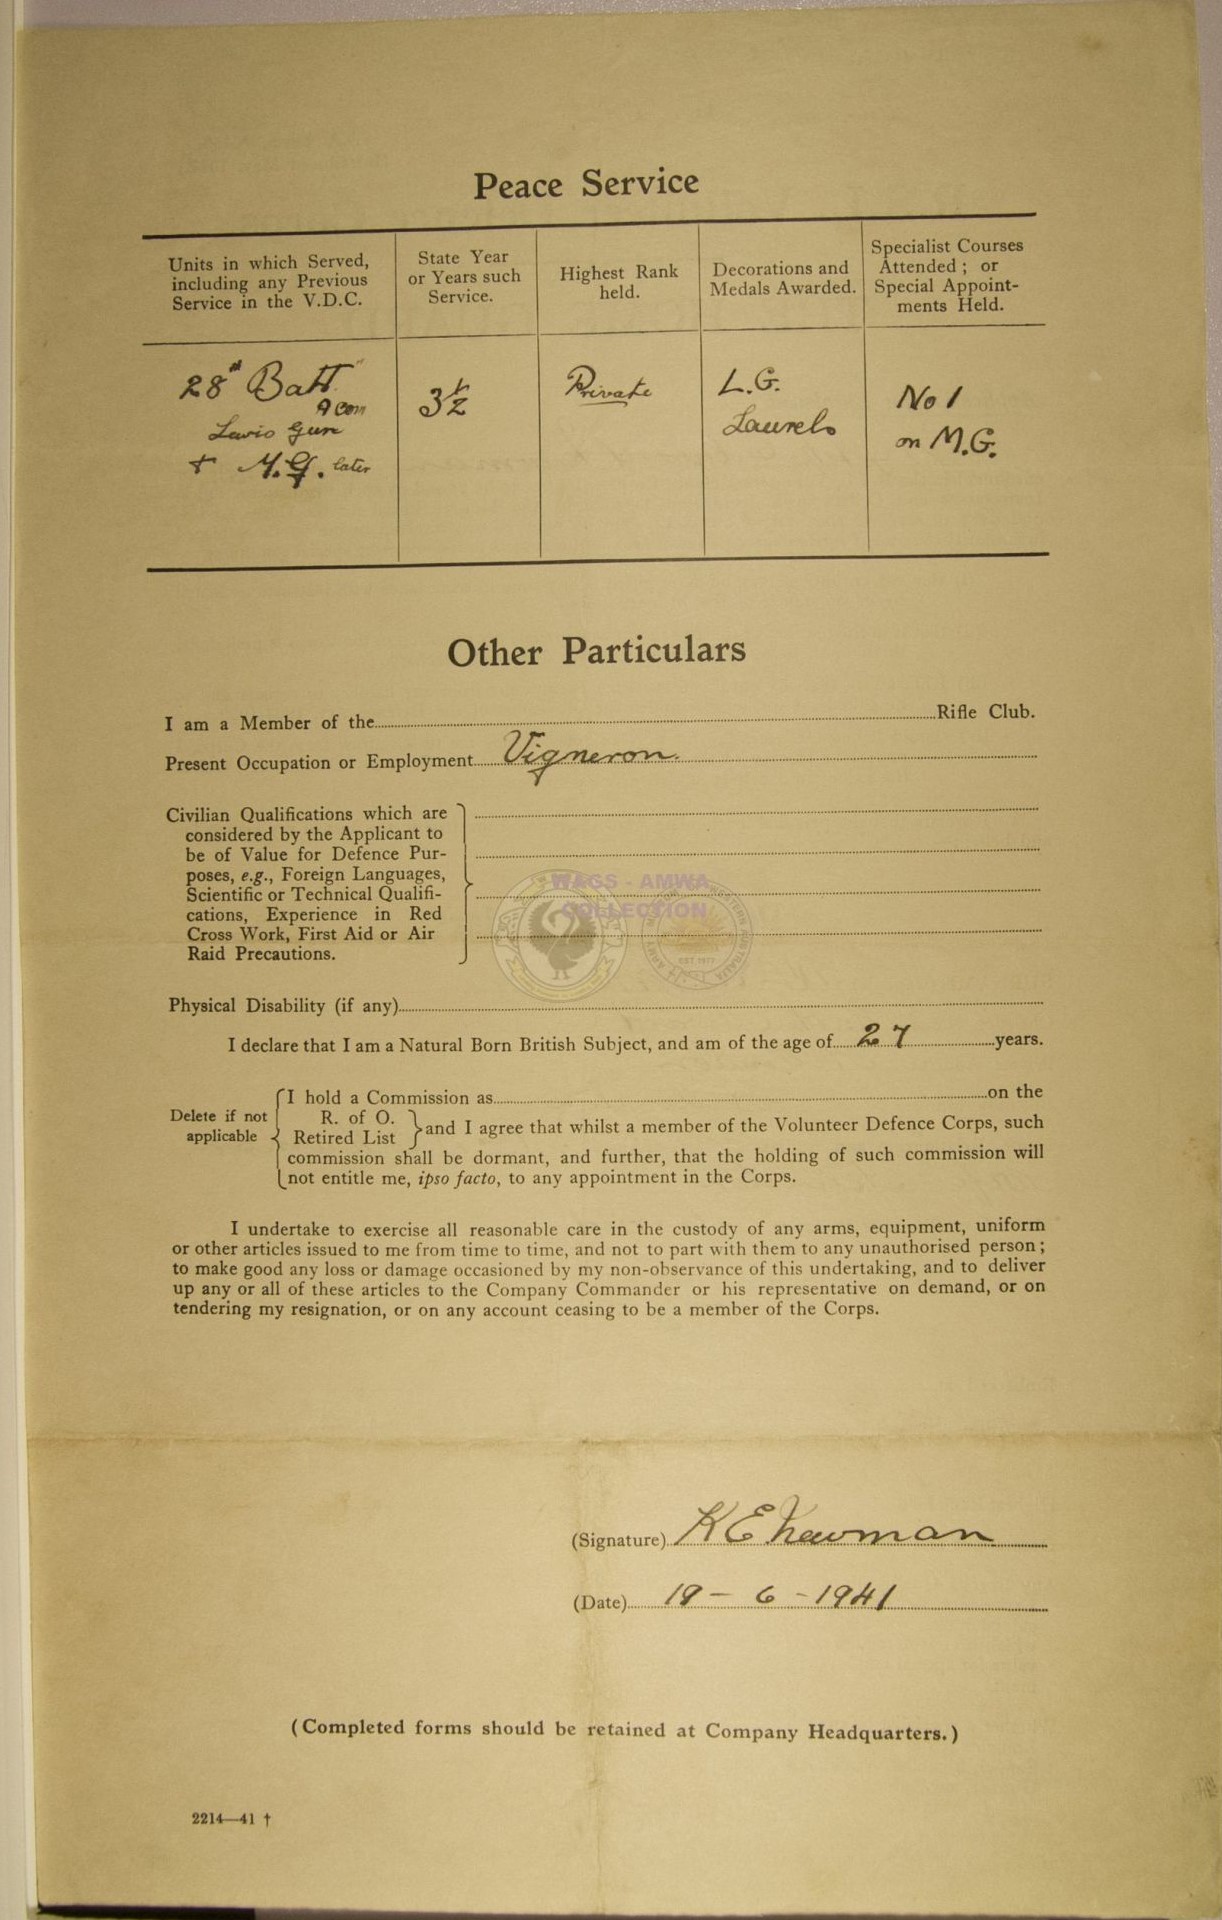 Peace Service
Units in which Served,
including any Previous
Service in the V.D.C.
State Year
or Years such
Service.
Highest Rank
held.
Decorations and
Medals Awarded.
Specialist Courses
Attended ; or
Special Appoint-
ments Held.
28" Batt"
A com
Lewis Gun
+ M.G. later
3½
Private
L.G.
Laurels
No 1
on M.G.
Other Particulars
I am a Member of the Rifle Club.
Present Occupation or Employment Vigneron.
Civilian Qualifications which are
considered by the Applicant to
be of Value for Defence Pur-
poses, e.g., Foreign Languages,
Scientific or Technical Qualifi-
cations, Experience in Red
Cross Work, First Aid or Air
Raid Precautions.
WAGS - AMWA
COLLECTION
EST 1977
Physical Disability (if any)
I declare that I am a Natural Born British Subject, and am of the age of 27 years.
Delete if not
applicable
I hold a Commission as on the
R. of O.
Retired List
and I agree that whilst a member of the Volunteer Defence Corps, such
commission shall be dormant, and further, that the holding of such commission will
not entitle me, ipso facto, to any appointment in the Corps.
I undertake to exercise all reasonable care in the custody of any arms, equipment, uniform
or other articles issued to me from time to time, and not to part with them to any unauthorised person ;
to make good any loss or damage occasioned by my non-observance of this undertaking, and to deliver
up any or all of these articles to the Company Commander or his representative on demand, or on
tendering my resignation, or on any account ceasing to be a member of the Corps.
(Signature) K E Newman
(Date) 18 - 6 - 1941
(Completed forms should be retained at Company Headquarters.)
2214—41 †